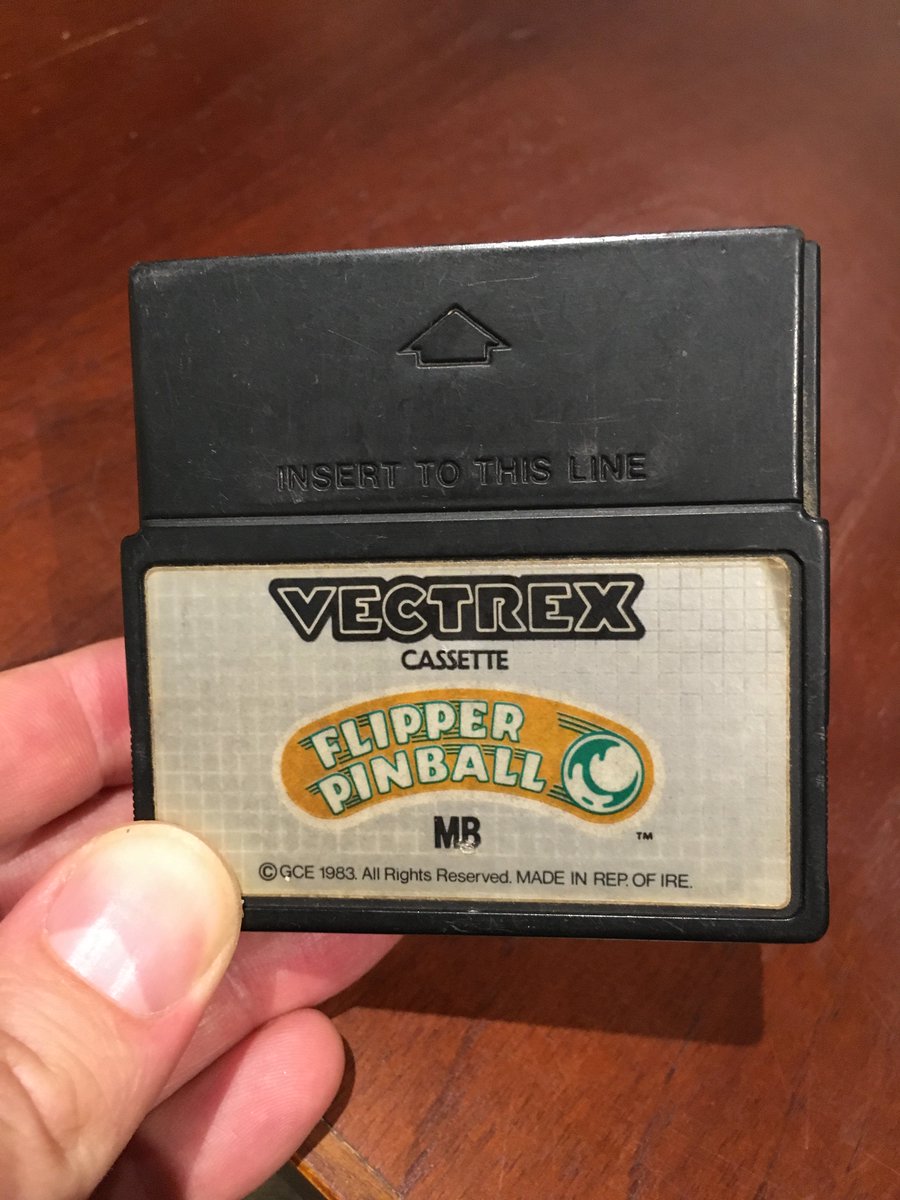 INSERT TO THIS LINE
VECTREX
CASSETTE
FLIPPER
PINBALL
MB
™
©GCE 1983. All Rights Reserved. MADE IN REP. OF IRE.